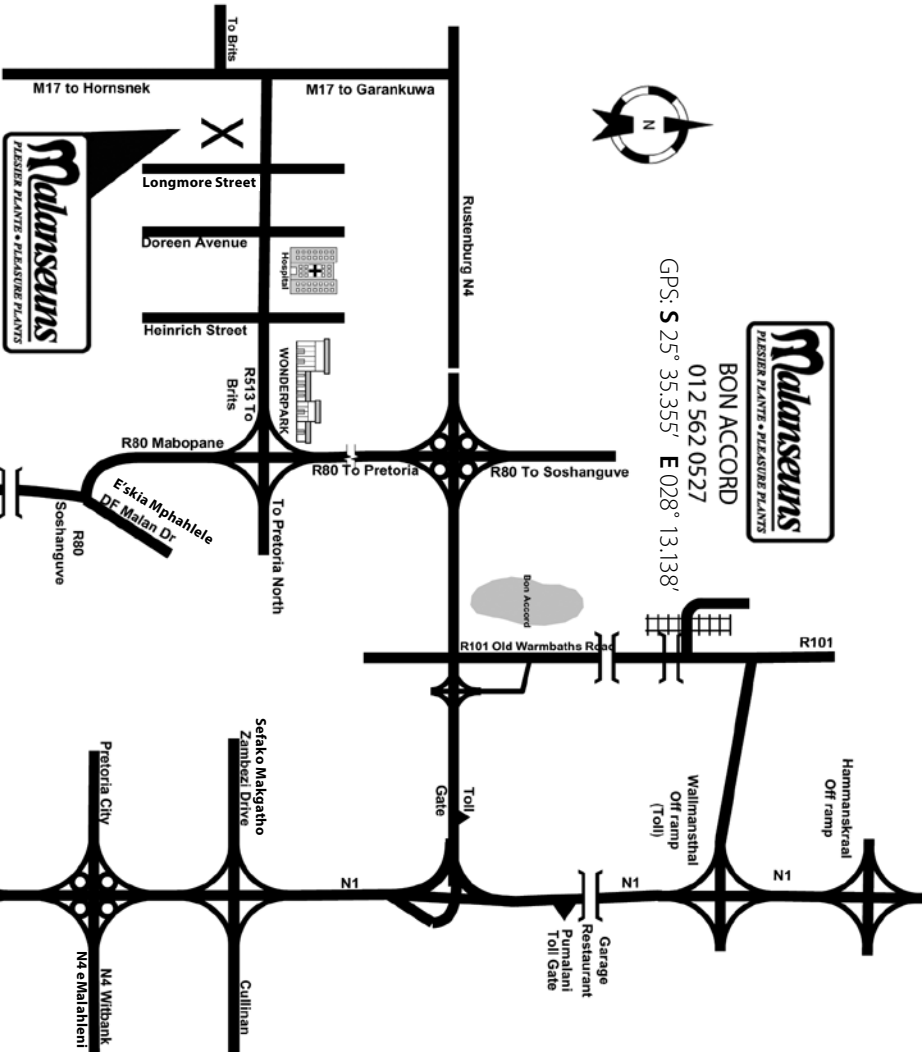 To Brits
M17 to Hornsnek
M17 to Garankuwa
N
Malanseuns
PLESIER PLANTE • PLEASURE PLANTS
Longmore Street
Doreen Avenue
Hospital
Heinrich Street
WONDERPARK
R513 To
Brits
Rustenburg N4
GPS: S 25° 35.355’ E 028° 13.138’
Malanseuns
PLESIER PLANTE • PLEASURE PLANTS
BON ACCORD
012 562 0527
R80 Mabopane
R80 To Pretoria
R80 To Soshanguve
E'skia Mphahlele
DF Malan Dr
R80
Soshanguve
To Pretoria North
Bon Accord
R101 Old Warmbaths Road
R101
Pretoria City
Sefako Makgatho
Zambezi Drive
Toll
Gate
Wallmansthal
Off ramp
(Toll)
Hammanskraal
Off ramp
N1
N1
N1
Garage
Restaurant
Pumalani
Toll Gate
N4 Witbank
N4 eMalahleni
Cullinan